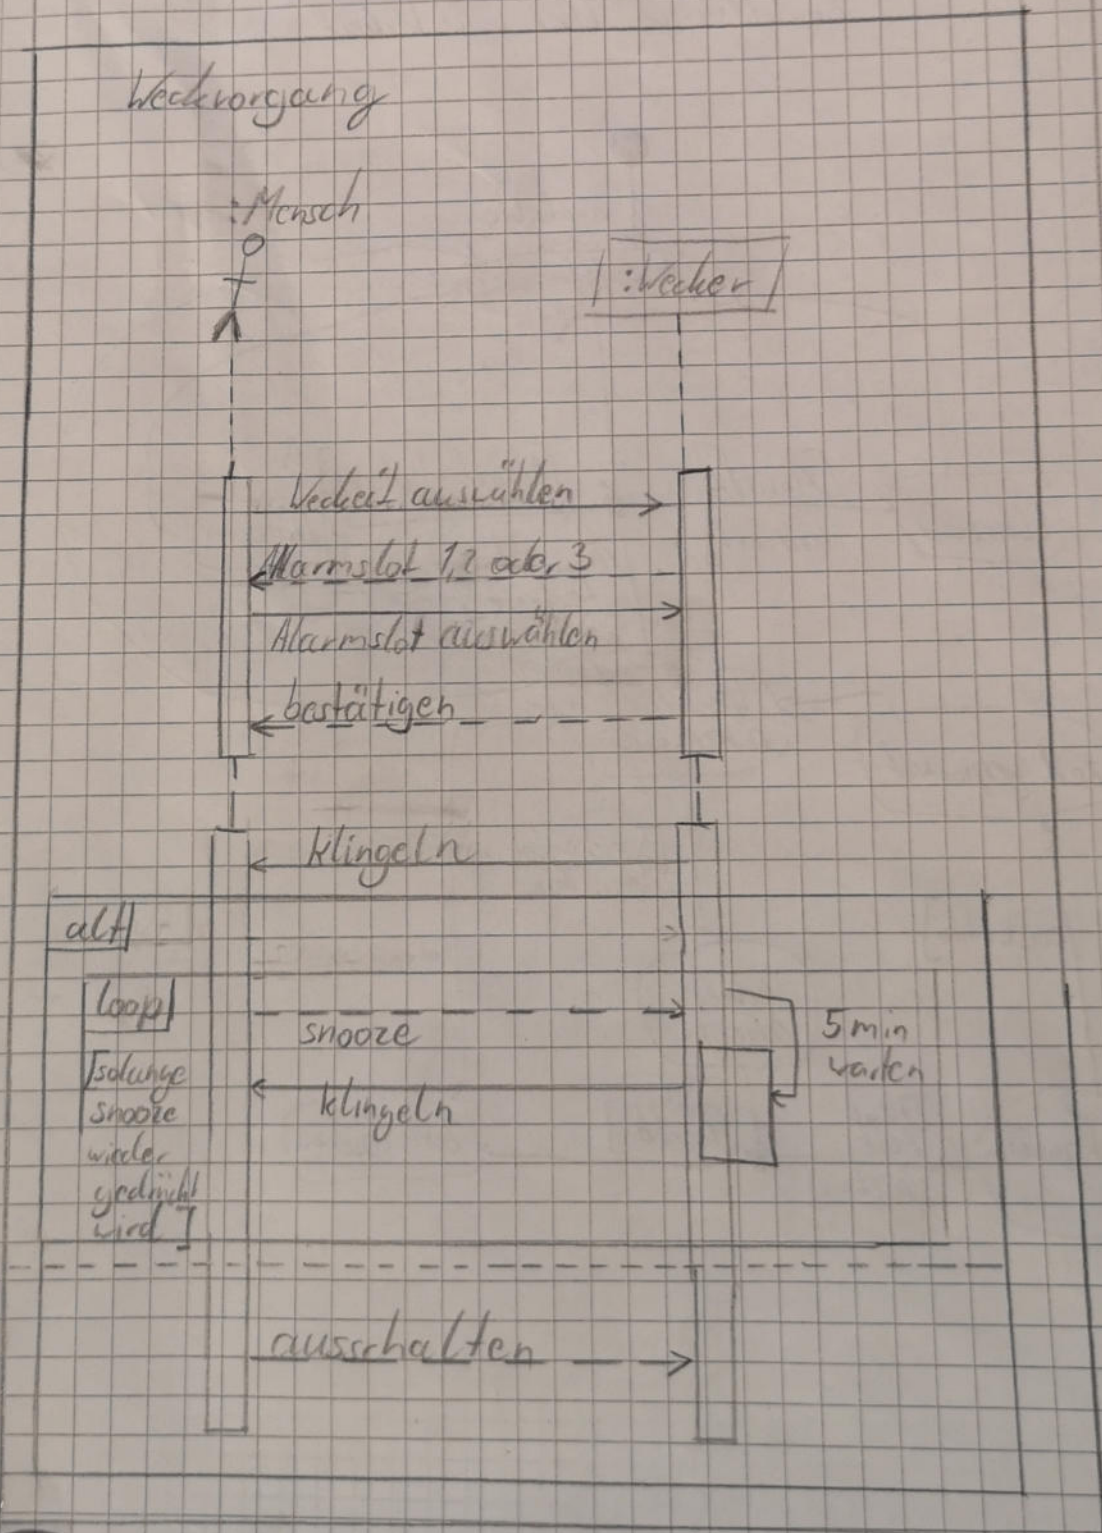 Weckvorgang
:Mensch
:Wecker
Weckzeit auswählen
Alarmslot 1,2 oder 3
Alarmslot auswählen
bestätigen
klingeln
alt
loop
snooze
5 min
warten
[solange
snooze
wieder
gedrückt
wird]
klingeln
ausschalten